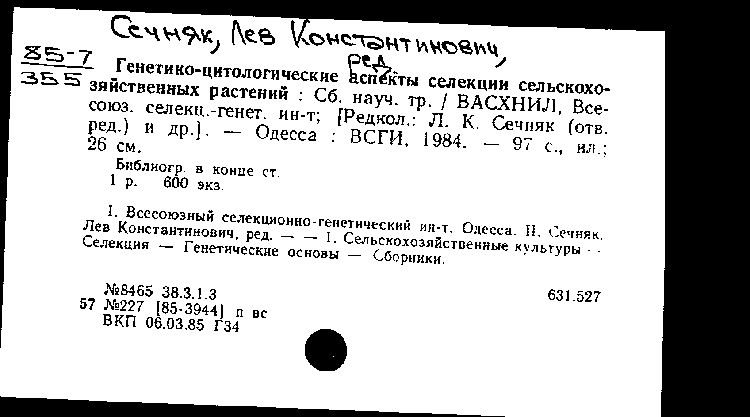 Сечняк, Лев Константинович,
ред.
85-7
355
Генетико-цитологические аспекты селекции сельскохо-
зяйственных растений : Сб. науч. тр. / ВАСХНИЛ, Все-
союз. селекц.-генет. ин-т; [Редкол.: Л. К. Сечняк (отв.
ред.) и др.]. — Одесса : ВСГИ, 1984. — 97 с., ил.;
26 см.
Библиогр. в конце ст.
1 р. 600 экз.
I. Всесоюзный селекционно-генетический ин-т. Одесса. II. Сечняк,
Лев Константинович, ред. — — 1. Сельскохозяйственные культуры —
Селекция — Генетические основы — Сборники.
№8465 38.3.1.3
631.527
57 №227 [85-3944] п вс
ВКП 06.03.85 Г34